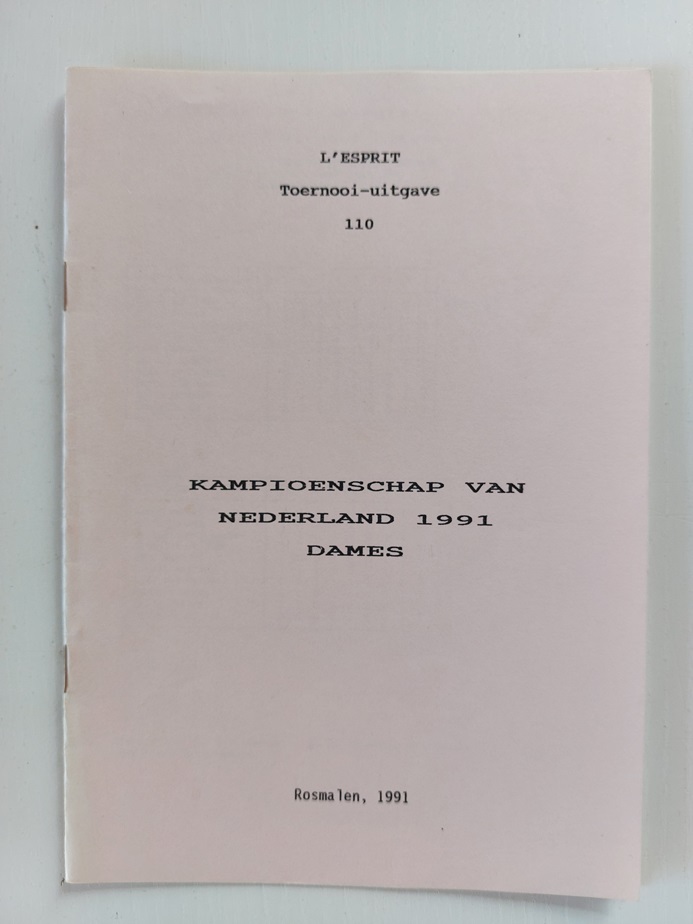 L'ESPRIT
Toernooi-uitgave
110
KAMPIOENSCHAP VAN
NEDERLAND 1991
DAMES
Rosmalen, 1991